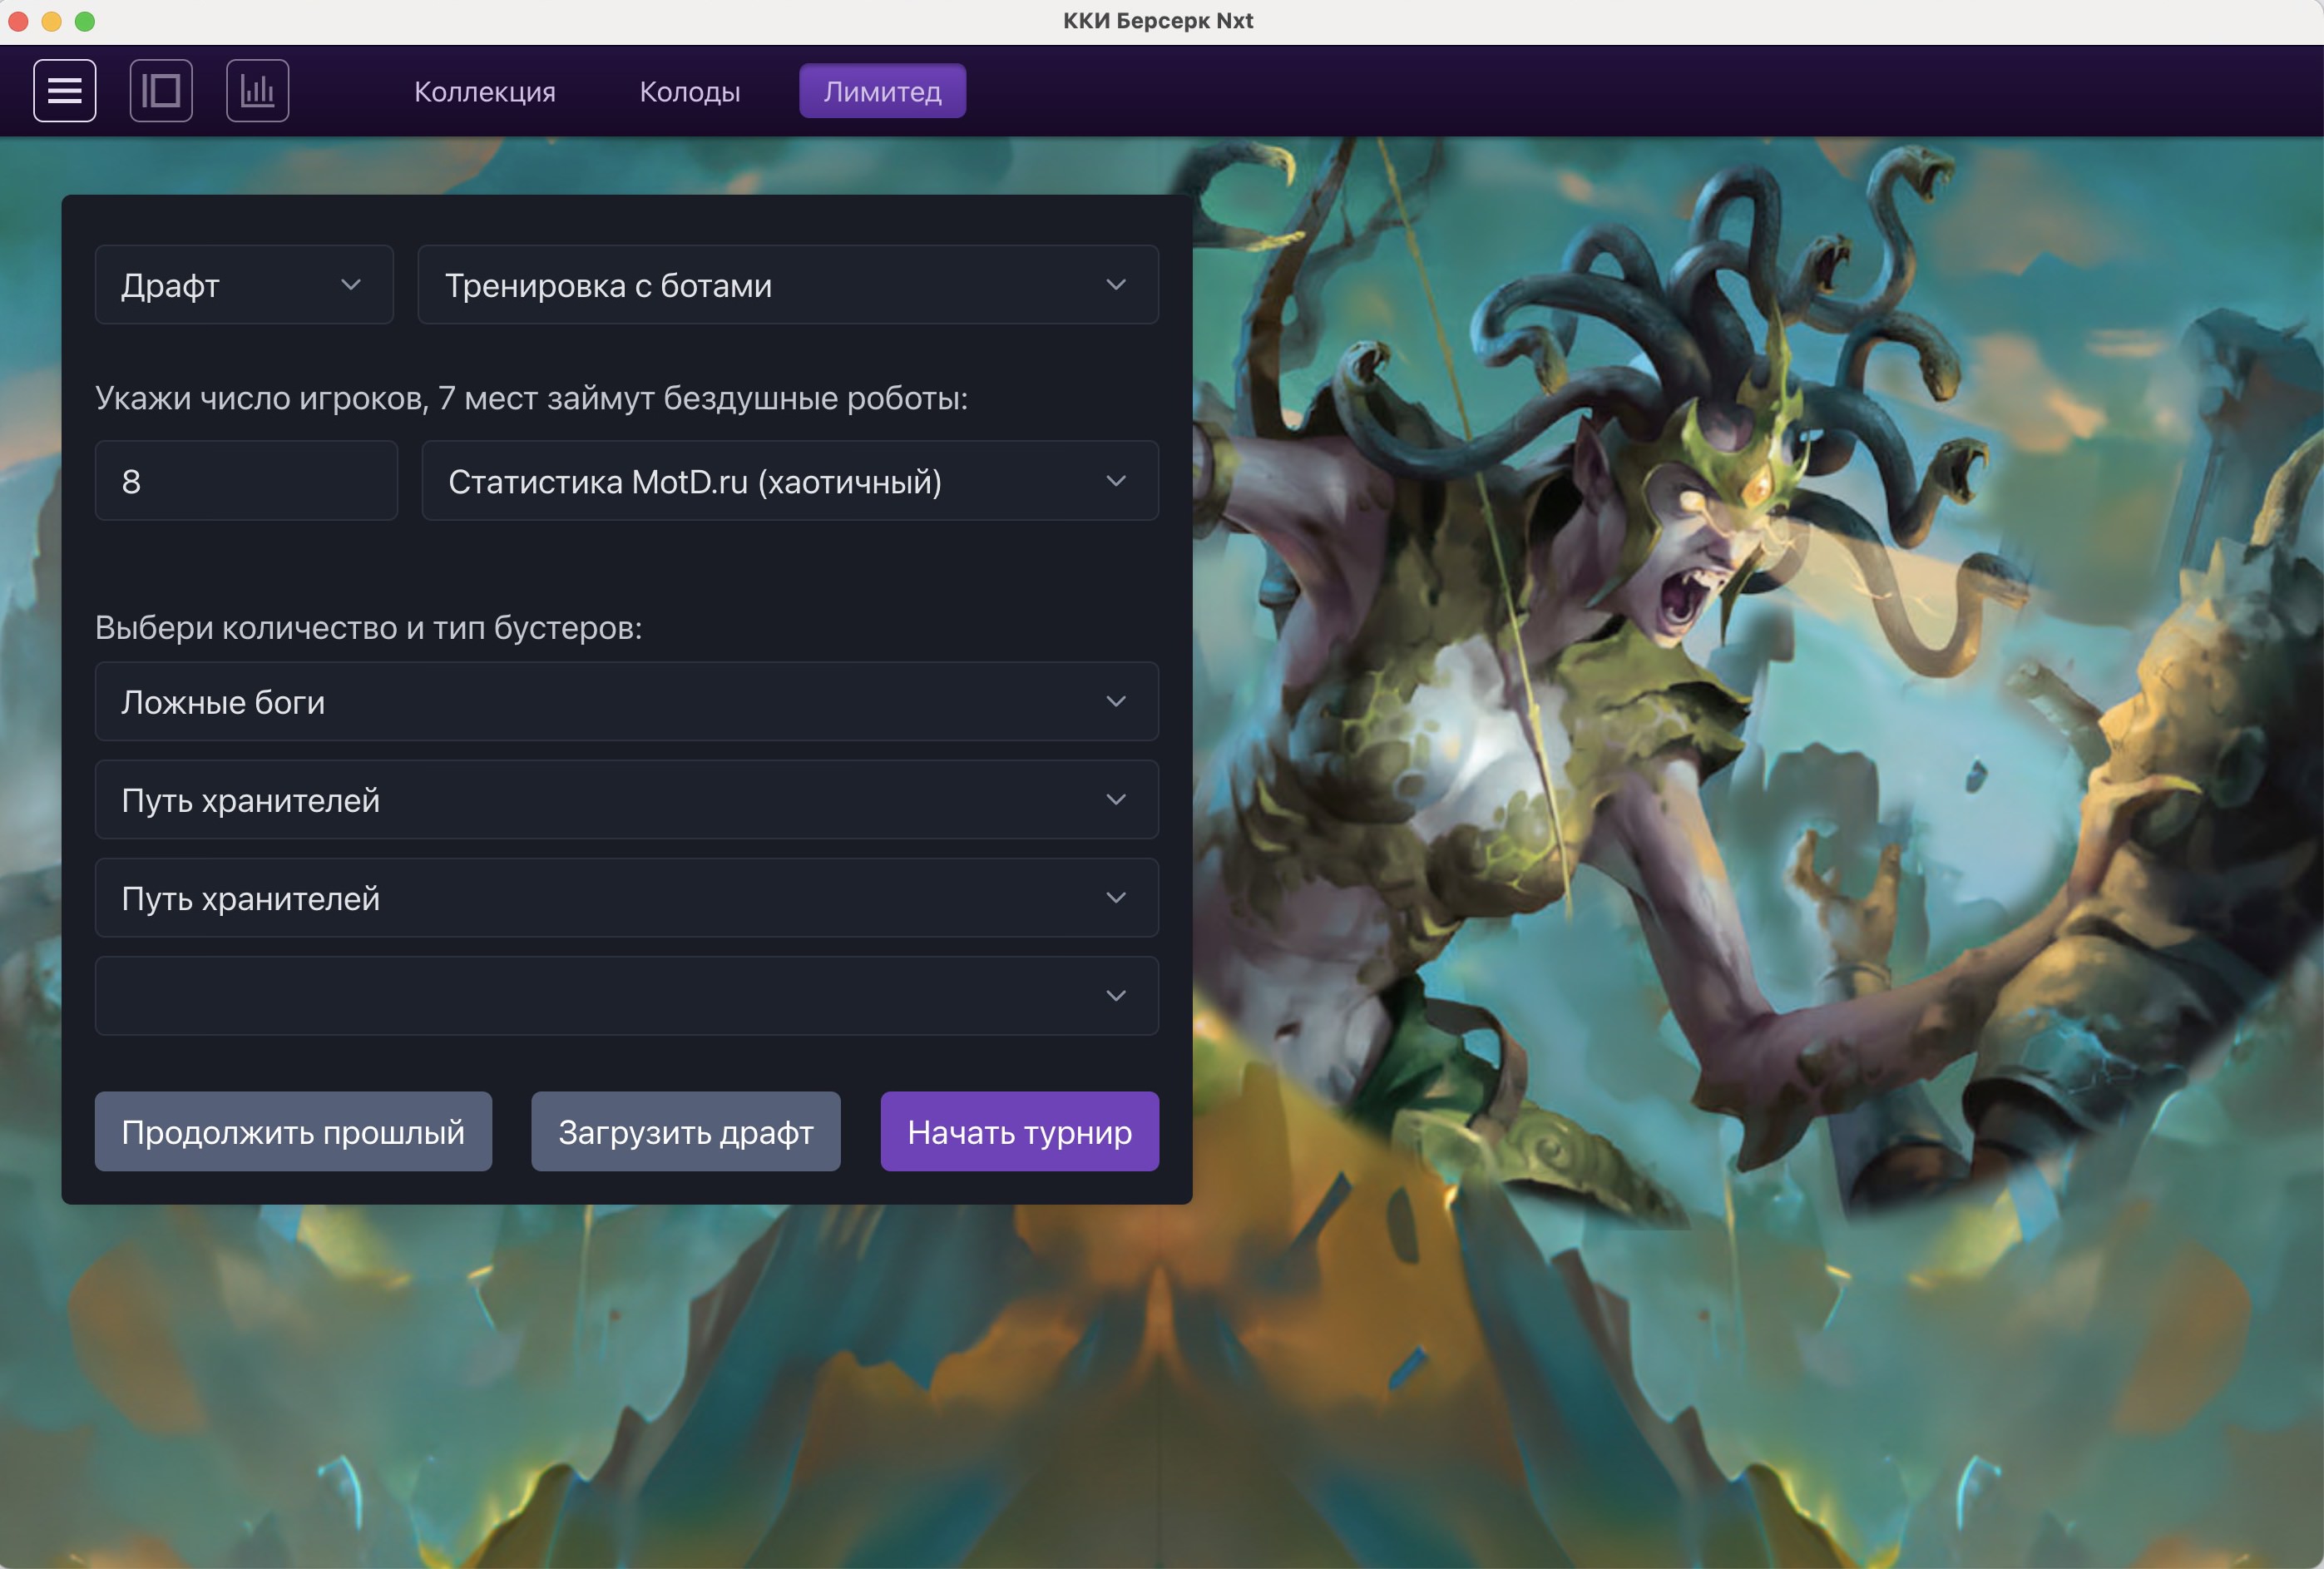 ККИ Берсерк Nxt
Коллекция Колоды Лимитед
Драфт Тренировка с ботами
Укажи число игроков, 7 мест займут бездушные роботы:
8 Статистика MotD.ru (хаотичный)
Выбери количество и тип бустеров:
Ложные боги
Путь хранителей
Путь хранителей
Продолжить прошлый Загрузить драфт Начать турнир